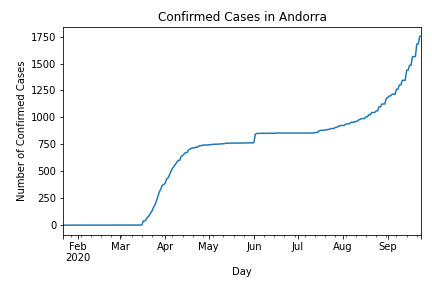 Confirmed Cases in Andorra
Number of Confirmed Cases
1750
1500
1250
1000
750
500
250
0
Feb Mar Apr May Jun Jul Aug Sep
2020
Day